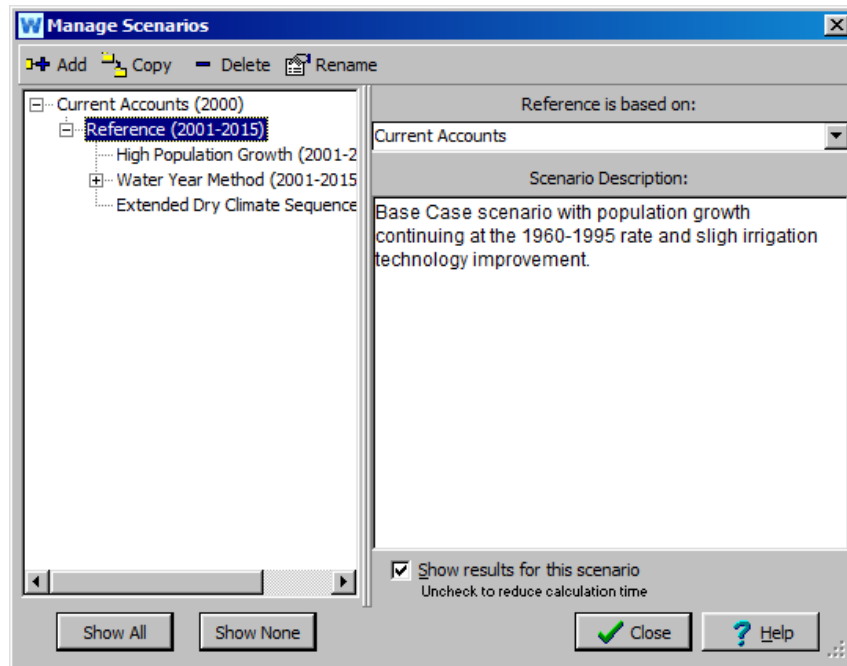 Manage Scenarios
Add Copy Delete Rename
Current Accounts (2000)
Reference (2001-2015)
High Population Growth (2001-2
Water Year Method (2001-2015
Extended Dry Climate Sequence
Reference is based on:
Current Accounts
Scenario Description:
Base Case scenario with population growth
continuing at the 1960-1995 rate and sligh irrigation
technology improvement.
Show results for this scenario
Uncheck to reduce calculation time
Show All Show None Close Help